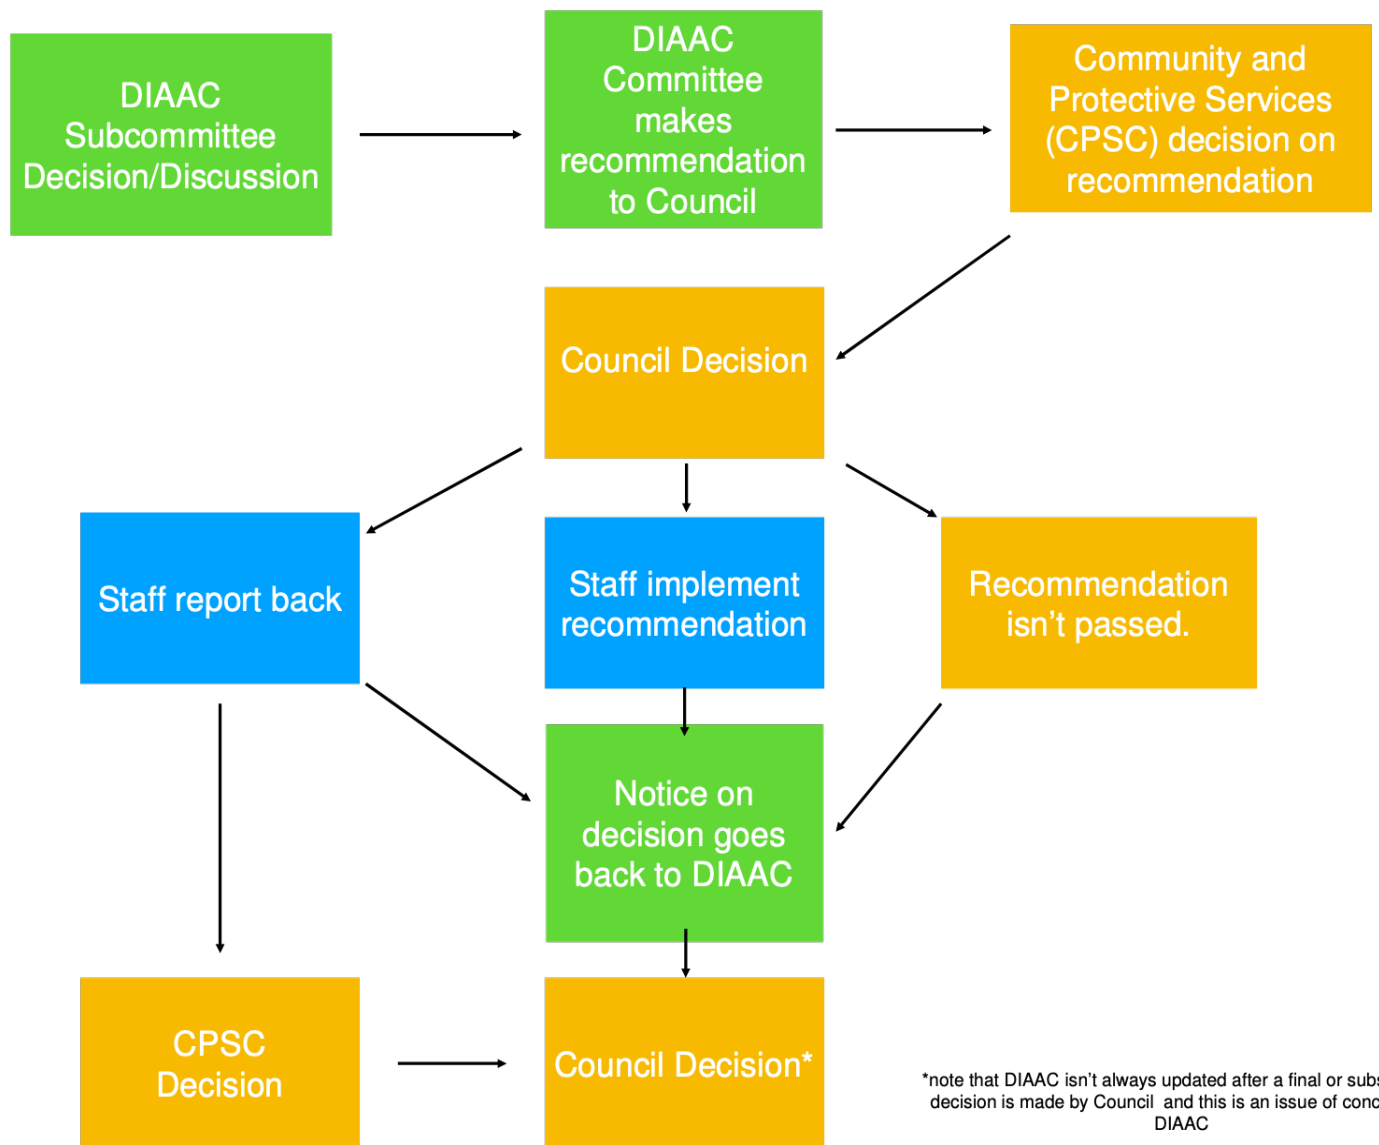 DIAAC
Subcommittee
Decision/Discussion
DIAAC
Committee
makes
recommendation
to Council
Community and
Protective Services
(CPSC) decision on
recommendation
Council Decision
Staff report back
Staff implement
recommendation
Recommendation
isn’t passed.
Notice on
decision goes
back to DIAAC
CPSC
Decision
Council Decision*
*note that DIAAC isn’t always updated after a final or subs
decision is made by Council and this is an issue of conc
DIAAC